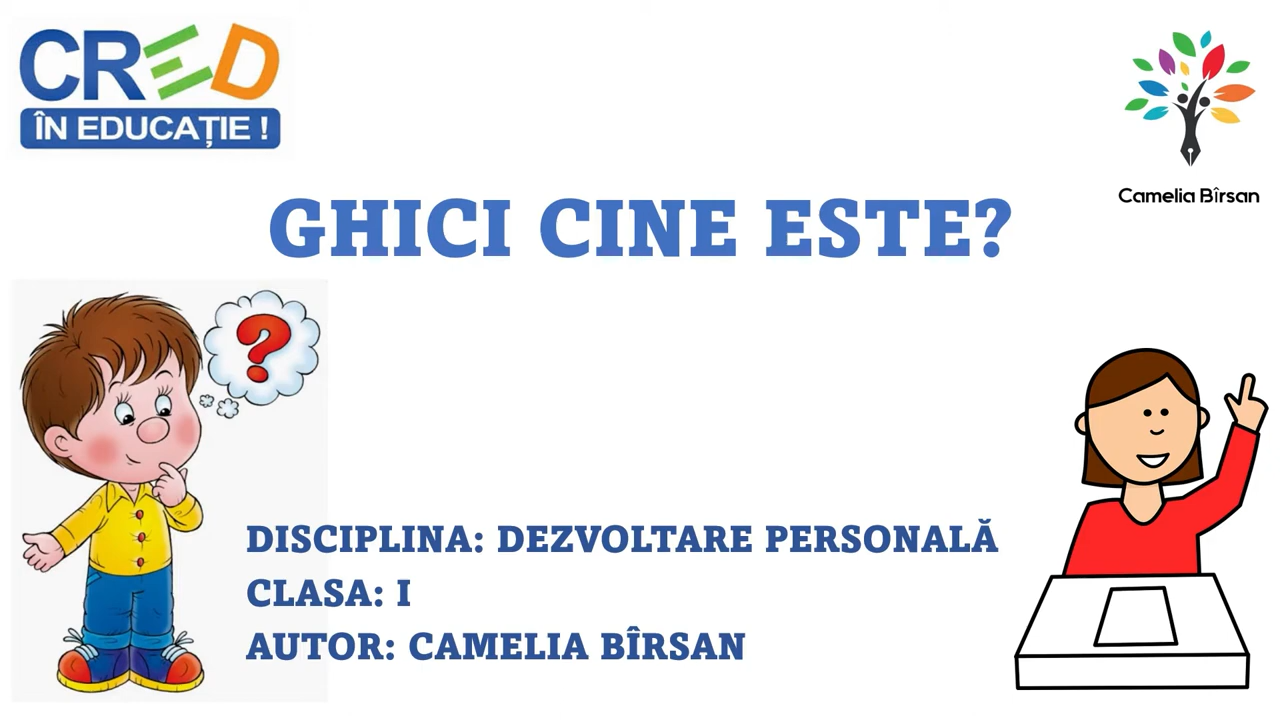 CRED
ÎN EDUCAȚIE !
Camelia Bîrsan
GHICI CINE ESTE?
?
DISCIPLINA: DEZVOLTARE PERSONALĂ
CLASA: I
AUTOR: CAMELIA BÎRSAN